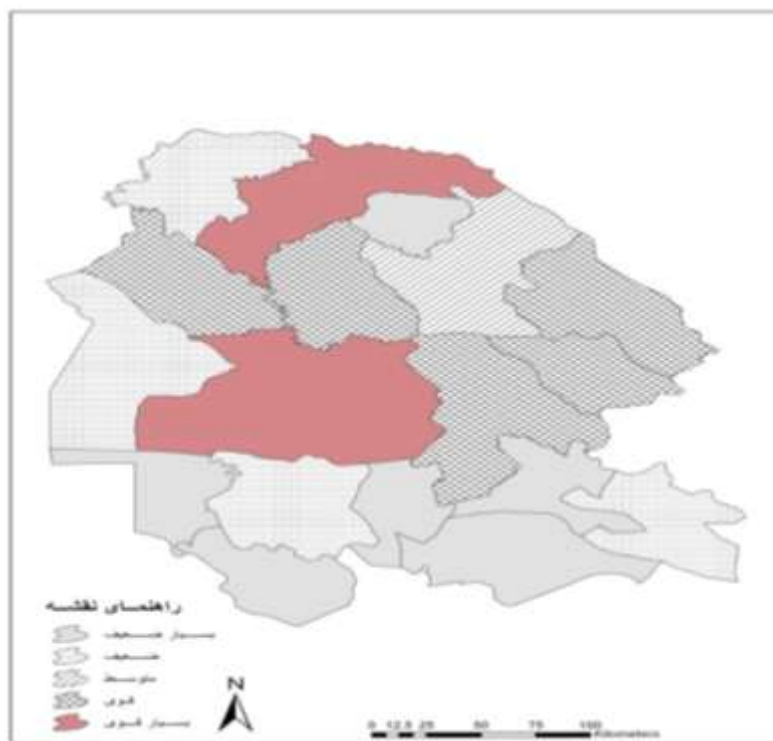 راهنمای نقشه
بسیار ضعیف
ضعیف
متوسط
قوی
بسیار قوی
N
0 12.5 25 50 75 100
Kilometers